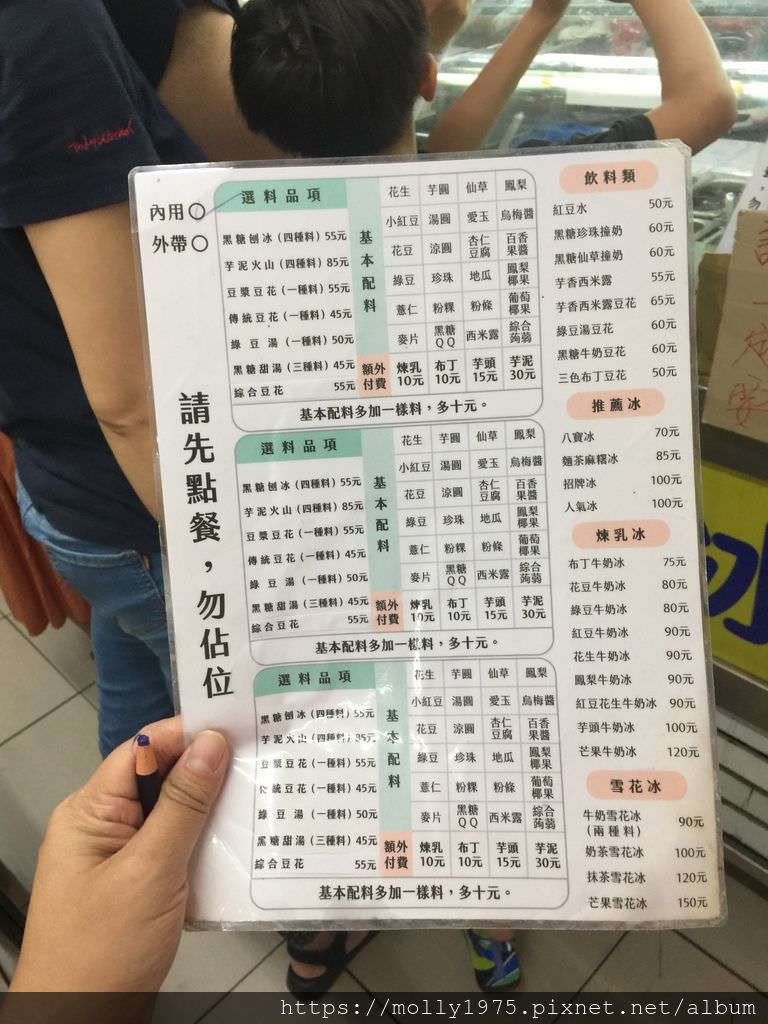 內用○
外帶○
請先點餐，勿佔位
選料品項
黑糖刨冰(四種料) 55元
芋泥火山(四種料) 85元
豆漿豆花(一種料) 55元
傳統豆花(一種料) 45元
綠豆湯(一種料) 50元
黑糖甜湯(三種料) 45元
綜合豆花 55元
基本配料
花生 芋圓 仙草 鳳梨
小紅豆 湯圓 愛玉 烏梅醬
花豆 涼圓 杏仁豆腐 百香果醬
綠豆 珍珠 地瓜 鳳梨椰果
薏仁 粉粿 粉條 葡萄椰果
麥片 黑糖QQ 西米露 綜合蒟蒻
額外付費 煉乳10元 布丁10元 芋頭15元 芋泥30元
基本配料多加一樣料，多十元。
選料品項
黑糖刨冰(四種料) 55元
芋泥火山(四種料) 85元
豆漿豆花(一種料) 55元
傳統豆花(一種料) 45元
綠豆湯(一種料) 50元
黑糖甜湯(三種料) 45元
綜合豆花 55元
基本配料
花生 芋圓 仙草 鳳梨
小紅豆 湯圓 愛玉 烏梅醬
花豆 涼圓 杏仁豆腐 百香果醬
綠豆 珍珠 地瓜 鳳梨椰果
薏仁 粉粿 粉條 葡萄椰果
麥片 黑糖QQ 西米露 綜合蒟蒻
額外付費 煉乳10元 布丁10元 芋頭15元 芋泥30元
基本配料多加一樣料，多十元。
選料品項
黑糖刨冰(四種料) 55元
芋泥火山(四種料) 85元
豆漿豆花(一種料) 55元
傳統豆花(一種料) 45元
綠豆湯(一種料) 50元
黑糖甜湯(三種料) 45元
綜合豆花 55元
基本配料
花生 芋圓 仙草 鳳梨
小紅豆 湯圓 愛玉 烏梅醬
花豆 涼圓 杏仁豆腐 百香果醬
綠豆 珍珠 地瓜 鳳梨椰果
薏仁 粉粿 粉條 葡萄椰果
麥片 黑糖QQ 西米露 綜合蒟蒻
額外付費 煉乳10元 布丁10元 芋頭15元 芋泥30元
基本配料多加一樣料，多十元。
飲料類
紅豆水 50元
黑糖珍珠撞奶 60元
黑糖仙草撞奶 60元
芋香西米露 55元
芋香西米露豆花 65元
綠豆湯豆花 60元
黑糖牛奶豆花 60元
三色布丁豆花 50元
推薦冰
八寶冰 70元
麵茶麻糬冰 85元
招牌冰 100元
人氣冰 100元
煉乳冰
布丁牛奶冰 75元
花豆牛奶冰 80元
綠豆牛奶冰 80元
紅豆牛奶冰 90元
花生牛奶冰 90元
鳳梨牛奶冰 90元
紅豆花生牛奶冰 90元
芋頭牛奶冰 100元
芒果牛奶冰 120元
雪花冰
牛奶雪花冰 90元
(兩種料)
奶茶雪花冰 100元
抹茶雪花冰 120元
芒果雪花冰 150元
冰
https://molly1975.pixnet.net/album